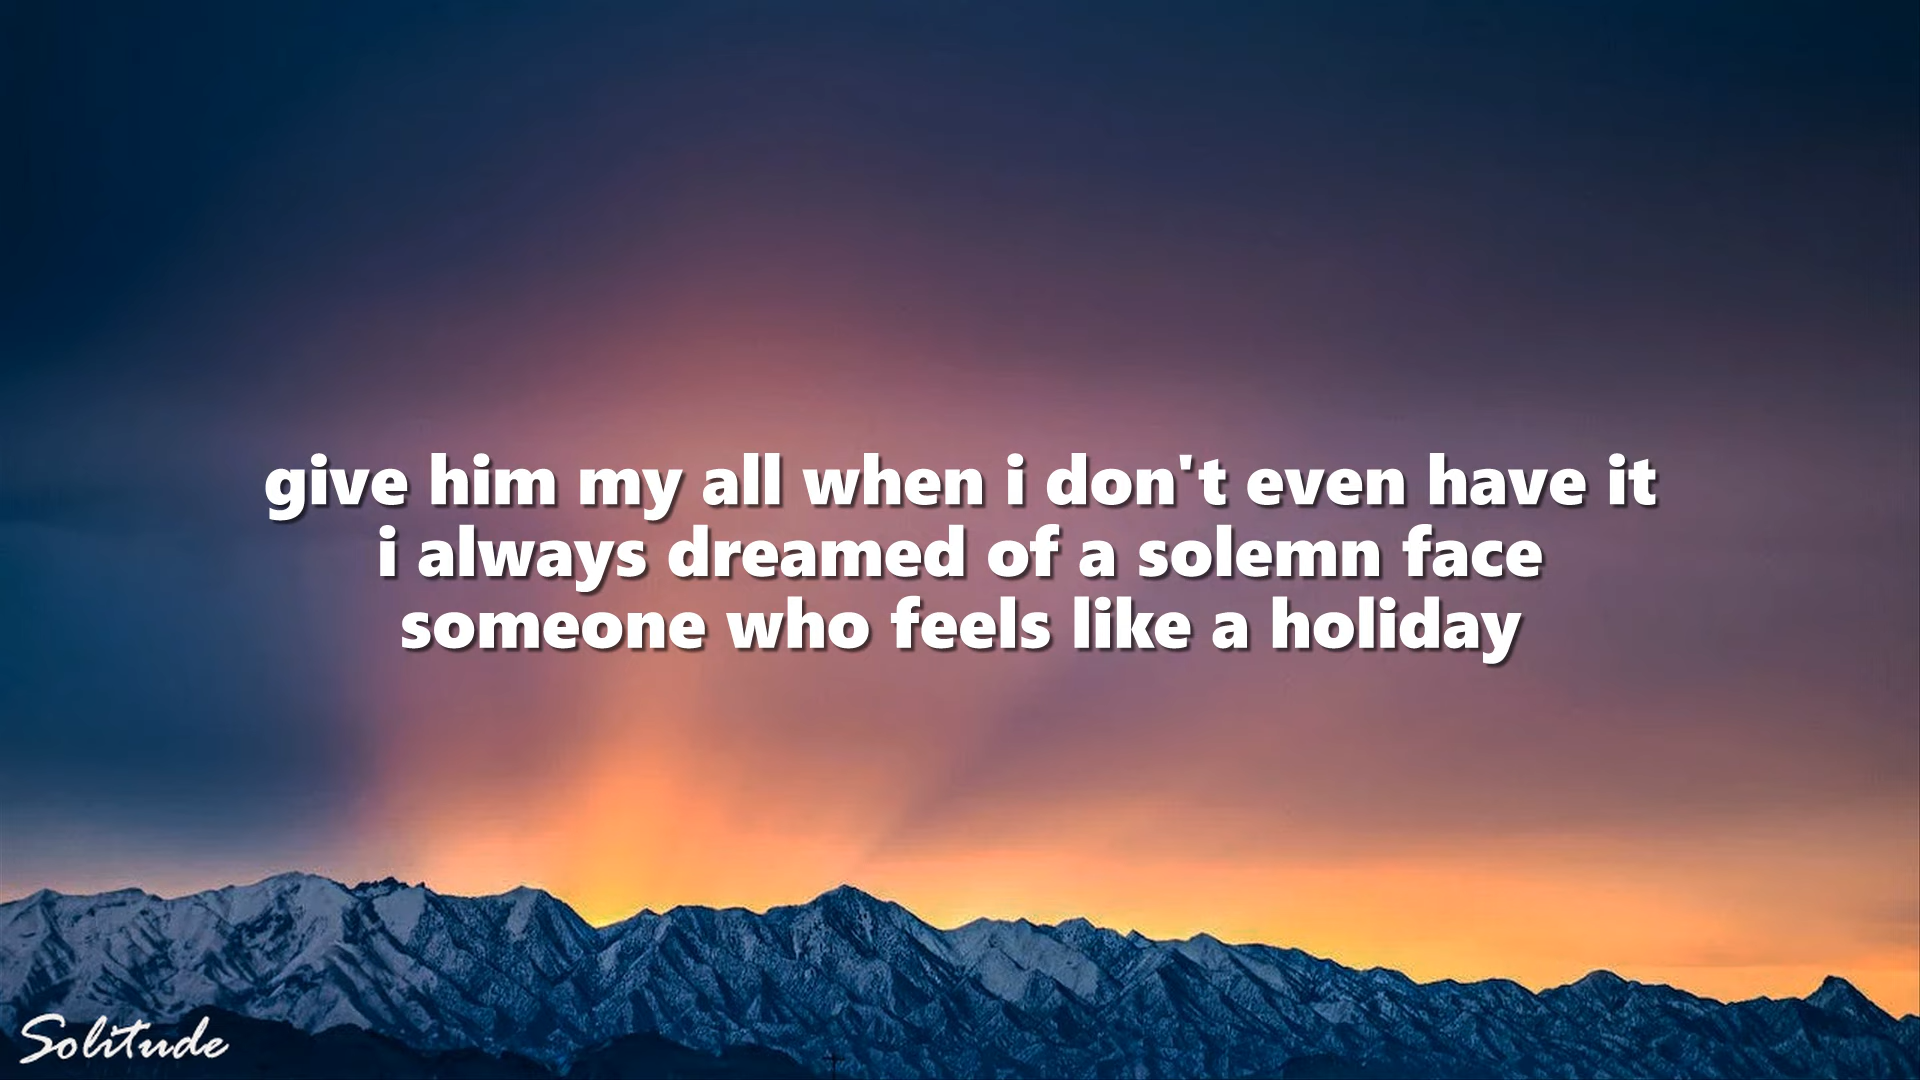 give him my all when i don't even have it
i always dreamed of a solemn face
someone who feels like a holiday
Solitude